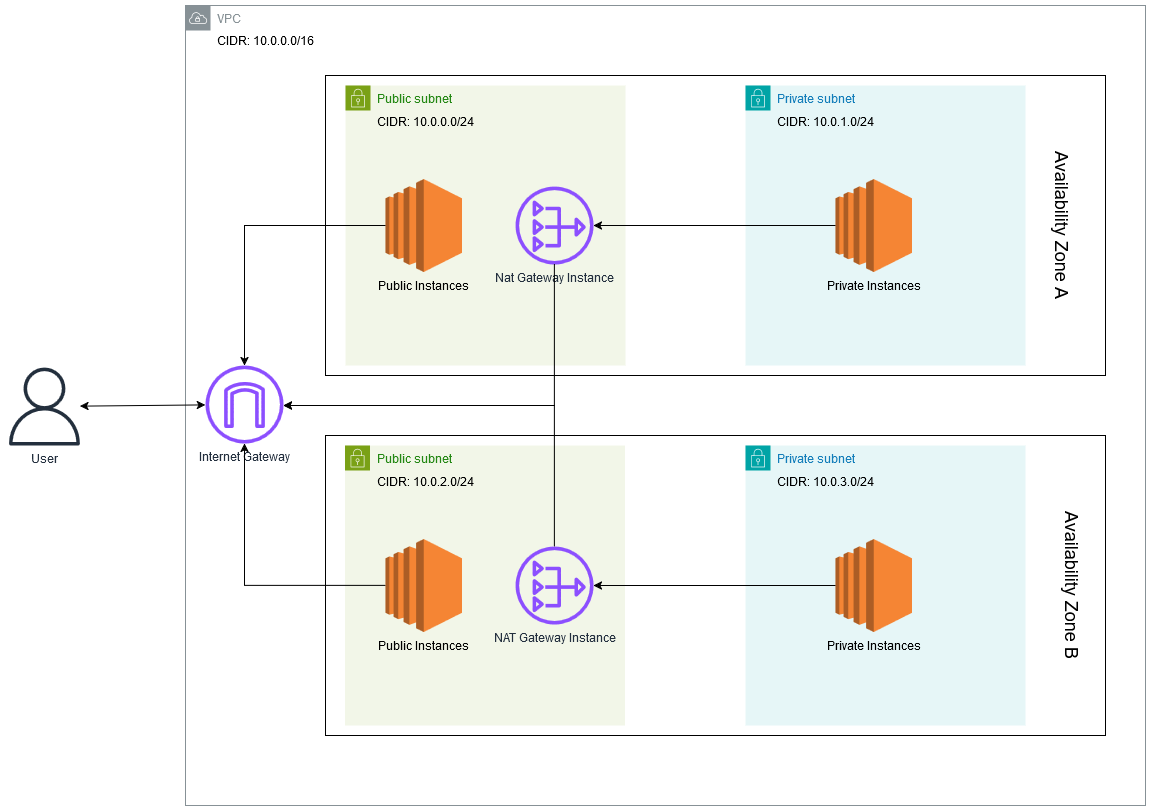 VPC
CIDR: 10.0.0.0/16
Public subnet
CIDR: 10.0.0.0/24
Private subnet
CIDR: 10.0.1.0/24
Availability Zone A
Public Instances
Nat Gateway Instance
Private Instances
User
Internet Gateway
Public subnet
CIDR: 10.0.2.0/24
Private subnet
CIDR: 10.0.3.0/24
Availability Zone B
Public Instances
NAT Gateway Instance
Private Instances